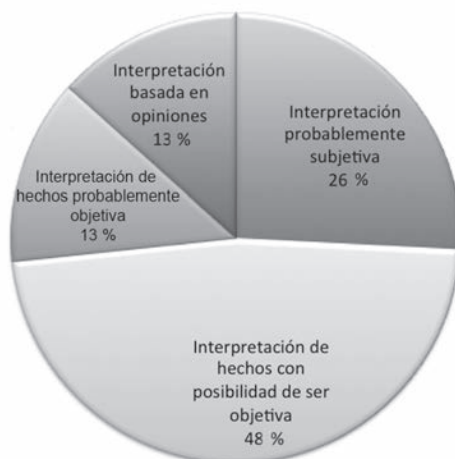 Interpretación
basada en
opiniones
13 %
Interpretación
probablemente
subjetiva
26 %
Interpretación de
hechos probablemente
objetiva
13 %
Interpretación de
hechos con
posibilidad de ser
objetiva
48 %